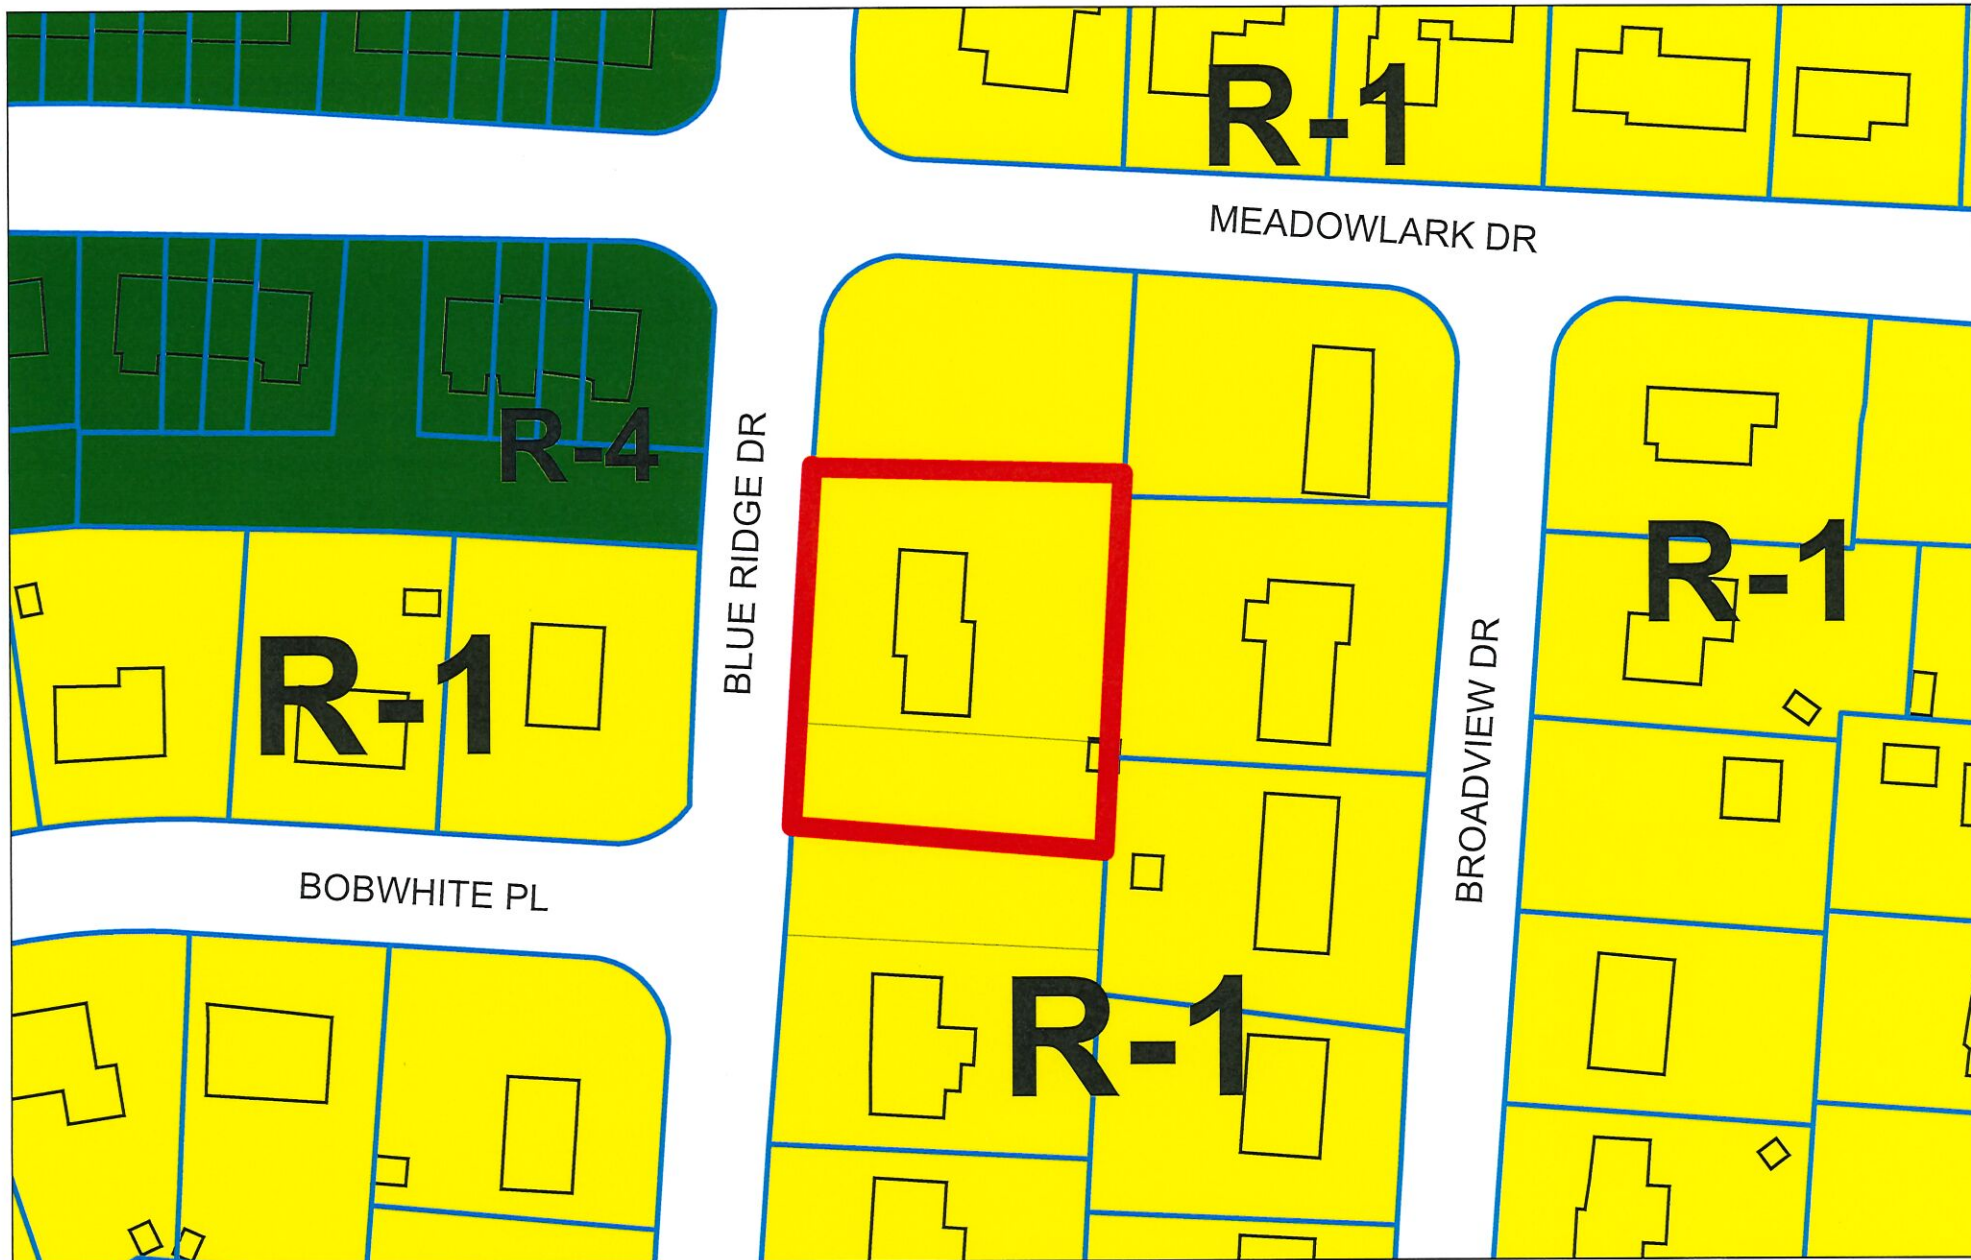 R-1
MEADOWLARK DR
R-4
BLUE RIDGE DR
R-1
R-1
BROADVIEW DR
BOBWHITE PL
R-1